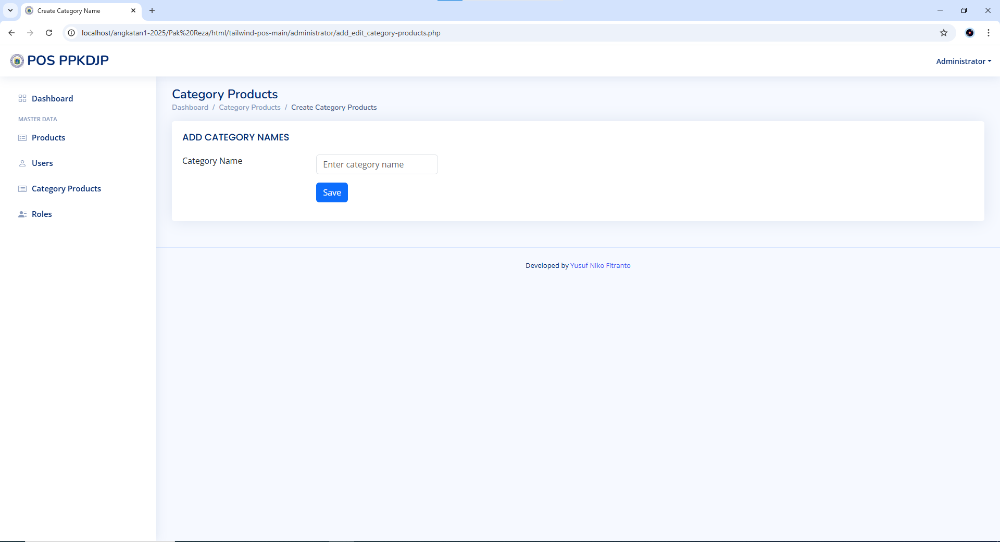 Create Category Name
localhost/angkatan1-2025/Pak%20Reza/html/tailwind-pos-main/administrator/add_edit_category-products.php
POS PPKDJP
Administrator
Dashboard
MASTER DATA
Products
Users
Category Products
Roles
Category Products
Dashboard / Category Products / Create Category Products
ADD CATEGORY NAMES
Category Name
Enter category name
Save
Developed by Yusuf Niko Fitranto